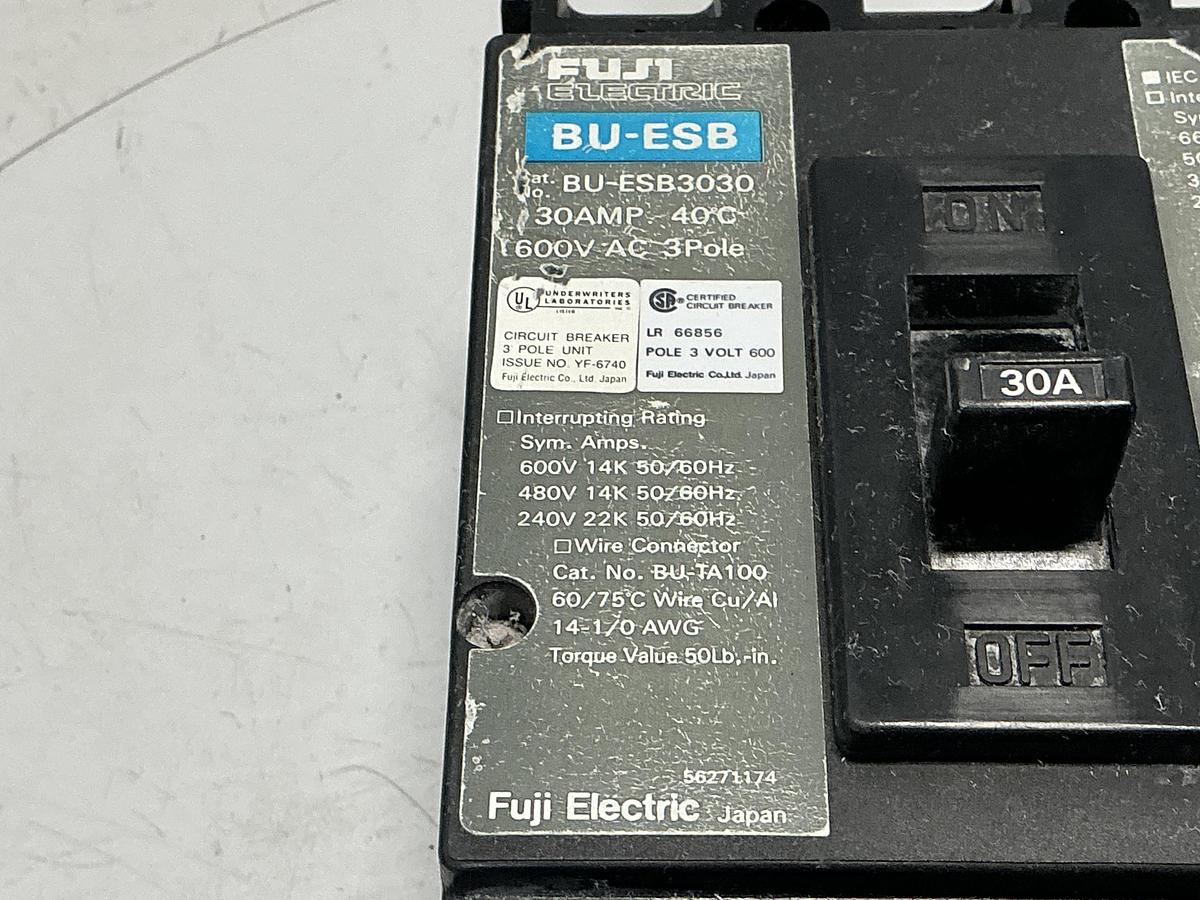 FUJI
ELECTRIC
BU-ESB
Cat. No. BU-ESB3030
30AMP 40°C
600V AC 3Pole
UL UNDERWRITERS
LABORATORIES
CIRCUIT BREAKER
3 POLE UNIT
ISSUE NO. YF-6740
Fuji Electric Co., Ltd. Japan
SA® CERTIFIED
CIRCUIT BREAKER
LR 66856
POLE 3 VOLT 600
Fuji Electric Co.,Ltd. Japan
□Interrupting Rating
Sym. Amps.
600V 14K 50/60Hz
480V 14K 50/60Hz
240V 22K 50/60Hz
□Wire Connector
Cat. No. BU-TA100
60/75°C Wire Cu/Al
14-1/0 AWG
Torque Value 50Lb,-in.
56271174
Fuji Electric Japan
ON
30A
OFF
■ IEC